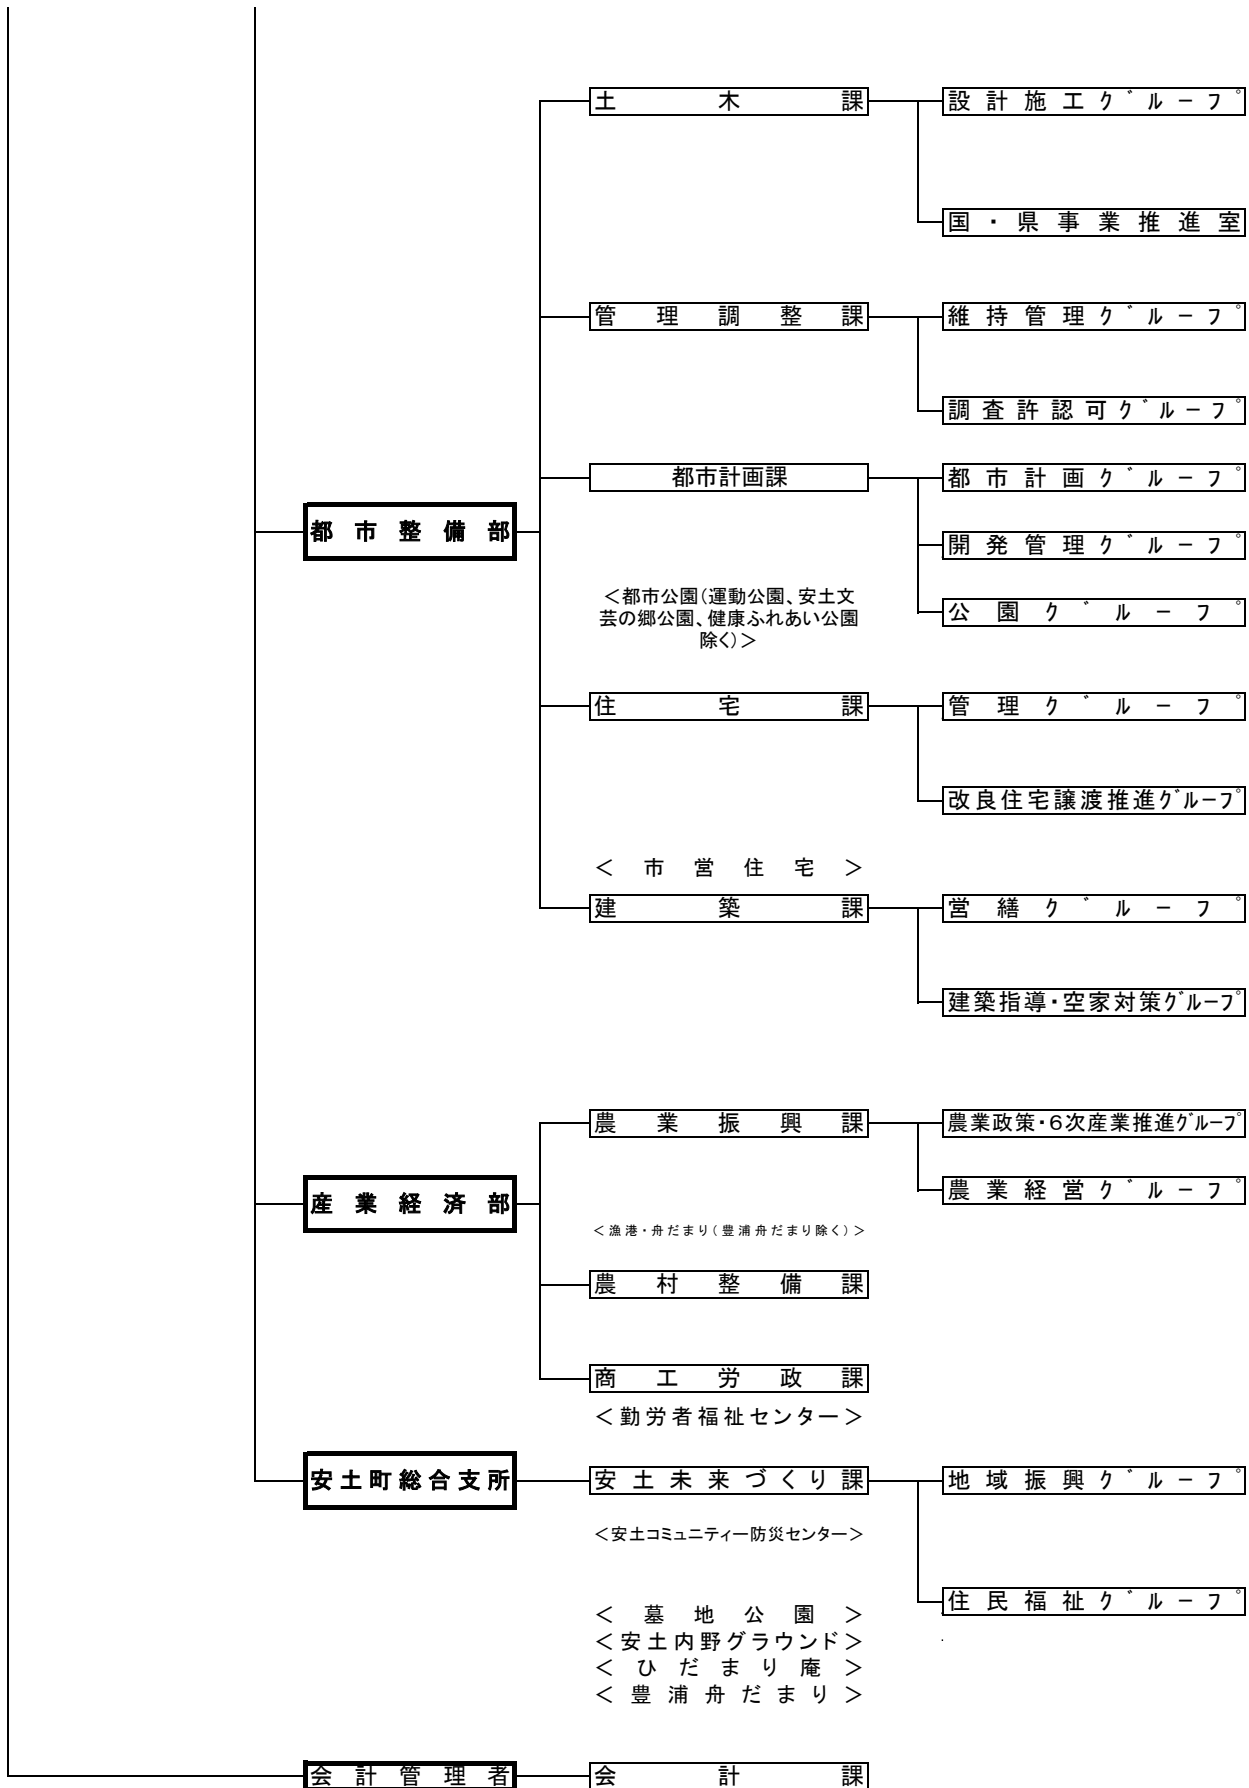 土木課 設計施工グループ
国・県事業推進室
管理調整課 維持管理グループ
調査許認可グループ
都市計画課 都市計画グループ
都市整備部
開発管理グループ
＜都市公園（運動公園、安土文
芸の郷公園、健康ふれあい公園
除く）＞
公園グループ
住宅課 管理グループ
改良住宅譲渡推進グループ
＜市営住宅＞
建築課 営繕グループ
建築指導・空家対策グループ
農業振興課 農業政策・６次産業推進グループ
産業経済部
農業経営グループ
＜漁港・舟だまり（豊浦舟だまり除く）＞
農村整備課
商工労政課
＜勤労者福祉センター＞
安土町総合支所 安土未来づくり課 地域振興グループ
＜安土コミュニティー防災センター＞
住民福祉グループ
＜墓地公園＞
＜安土内野グラウンド＞
＜ひだまり庵＞
＜豊浦舟だまり＞
会計管理者 会計課